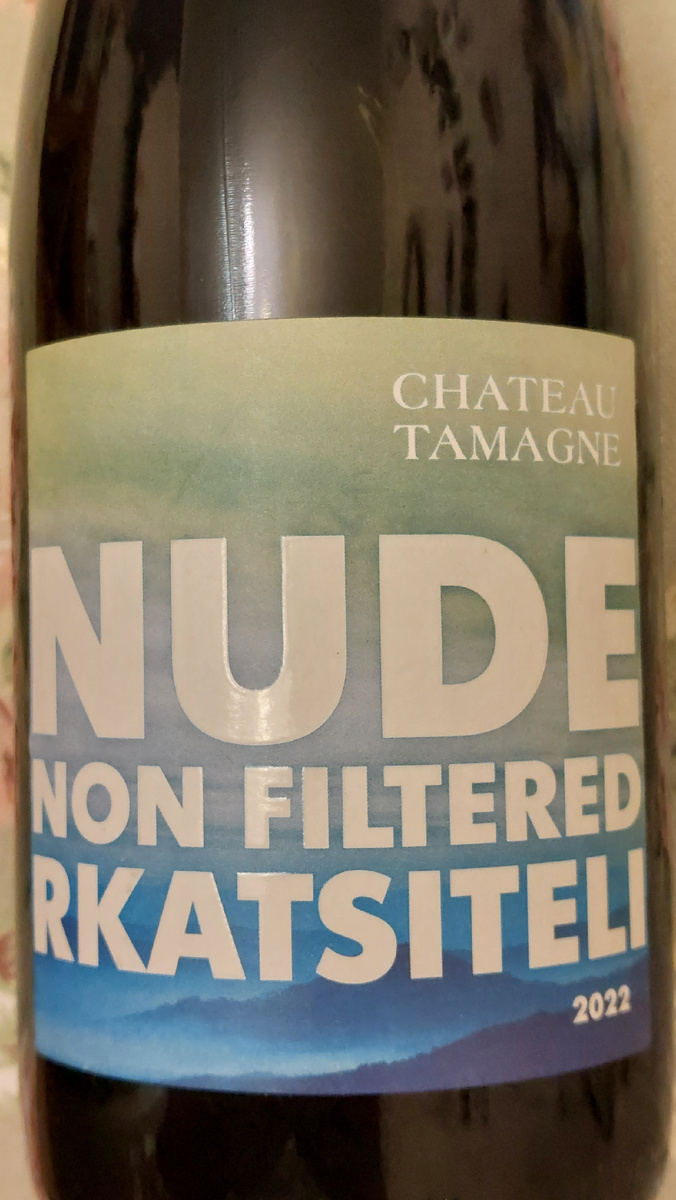 CHATEAU
TAMAGNE
NUDE
NON FILTERED
RKATSITELI
2022